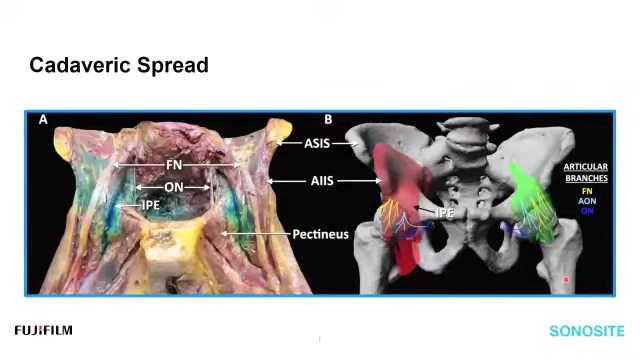 Cadaveric Spread
A
B
ASIS
FN
ON
AIIS
IPE
IPE
Pectineus
ARTICULAR
BRANCHES
FN
AON
ON
FUJIFILM
SONOSITE